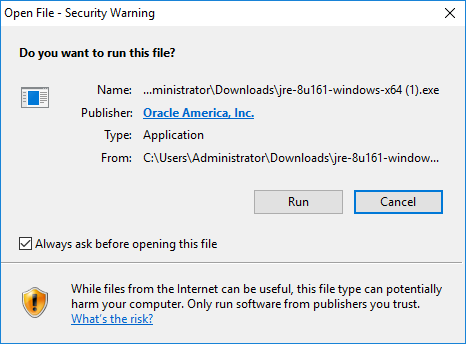 Open File - Security Warning
Do you want to run this file?
Name: ...ministrator\Downloads\jre-8u161-windows-x64 (1).exe
Publisher: Oracle America, Inc.
Type: Application
From: C:\Users\Administrator\Downloads\jre-8u161-window...
Run Cancel
Always ask before opening this file
While files from the Internet can be useful, this file type can potentially
harm your computer. Only run software from publishers you trust.
What's the risk?